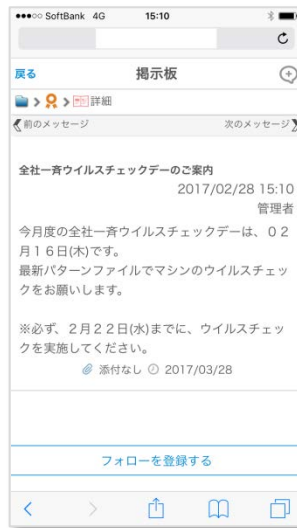 SoftBank 4G 15:10
戻る 掲示板
詳細
前のメッセージ 次のメッセージ
全社一斉ウイルスチェックデーのご案内
2017/02/28 15:10
管理者
今月度の全社一斉ウイルスチェックデーは、０２
月１６日(木)です。
最新パターンファイルでマシンのウイルスチェッ
クをお願いします。
※必ず、２月２２日(水)までに、ウイルスチェッ
クを実施してください。
添付なし 2017/03/28
フォローを登録する